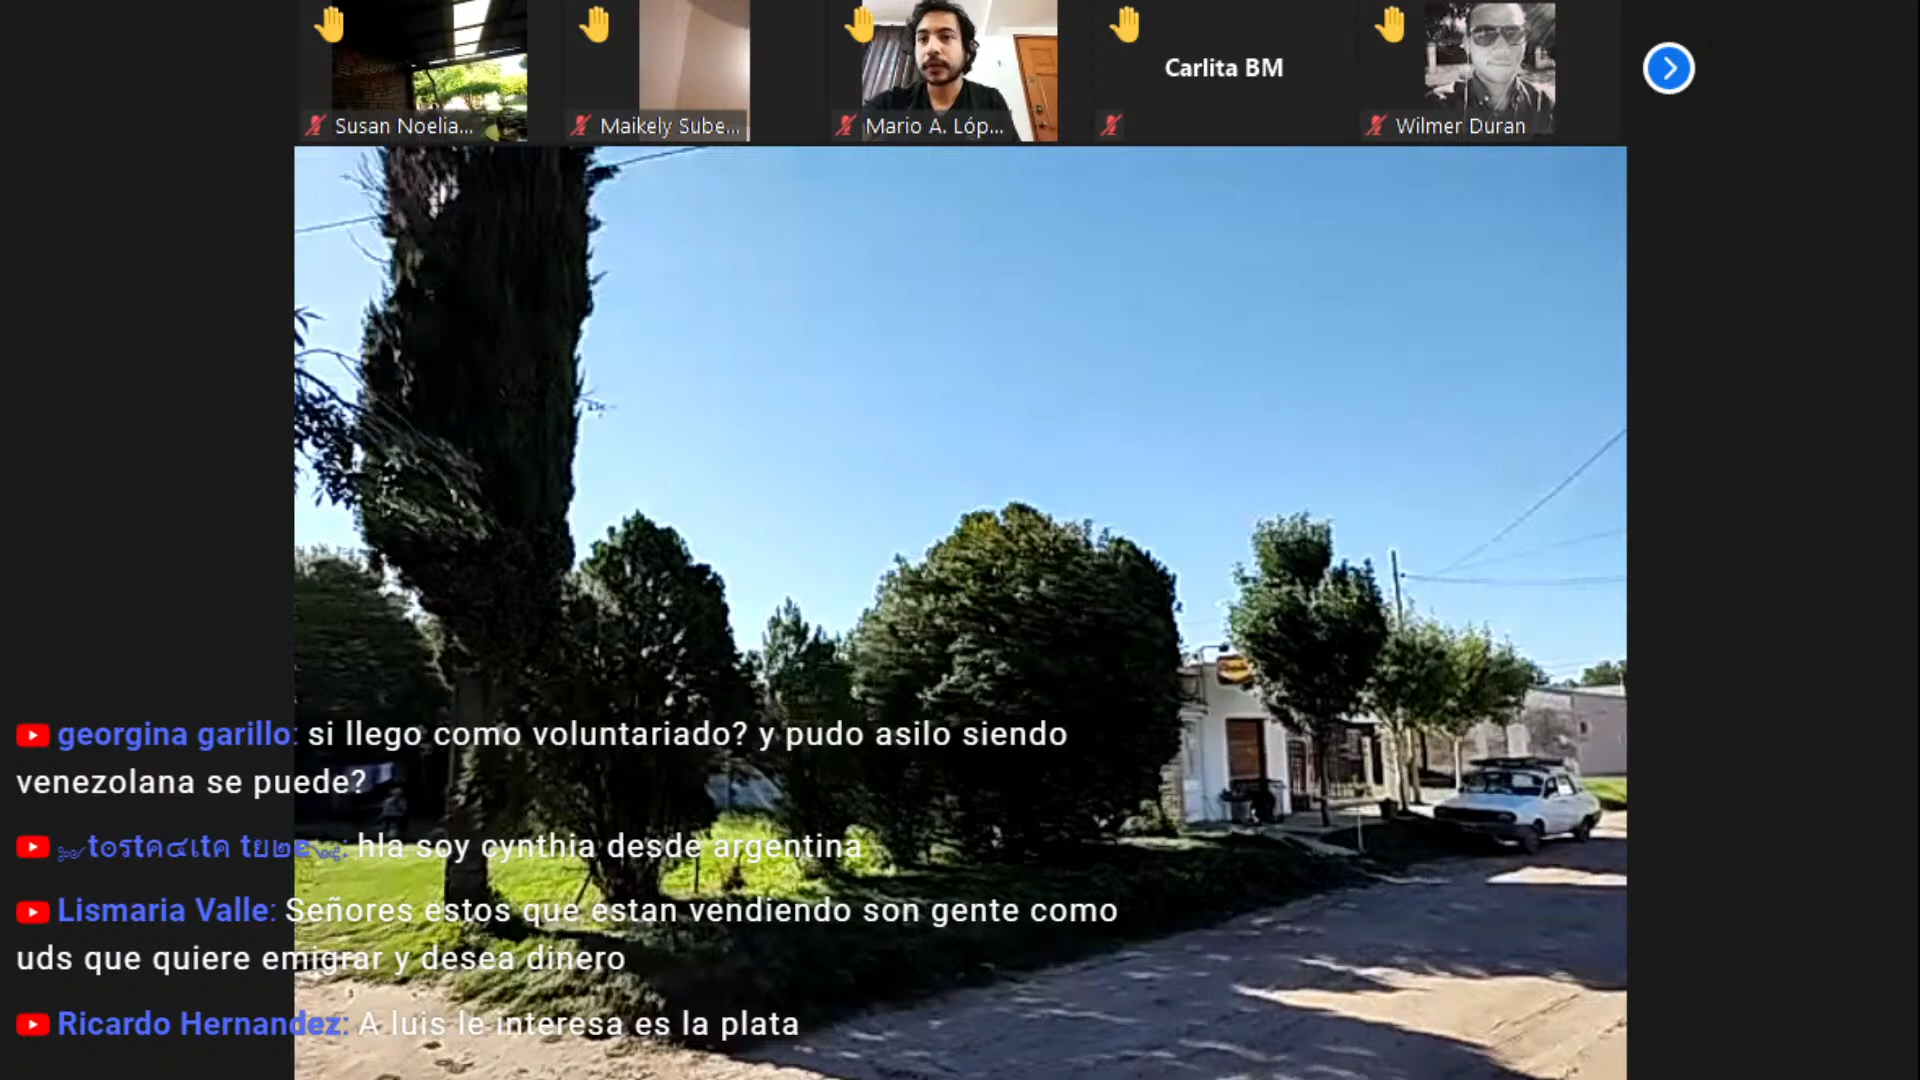 Susan Noelia...
Maikely Sube...
Mario A. Lóp...
Carlita BM
Wilmer Duran
georgina garillo: si llego como voluntariado? y pudo asilo siendo
venezolana se puede?
hla soy cynthia desde argentina
Lismaria Valle: Señores estos que estan vendiendo son gente como
uds que quiere emigrar y desea dinero
Ricardo Hernandez: A luis le interesa es la plata